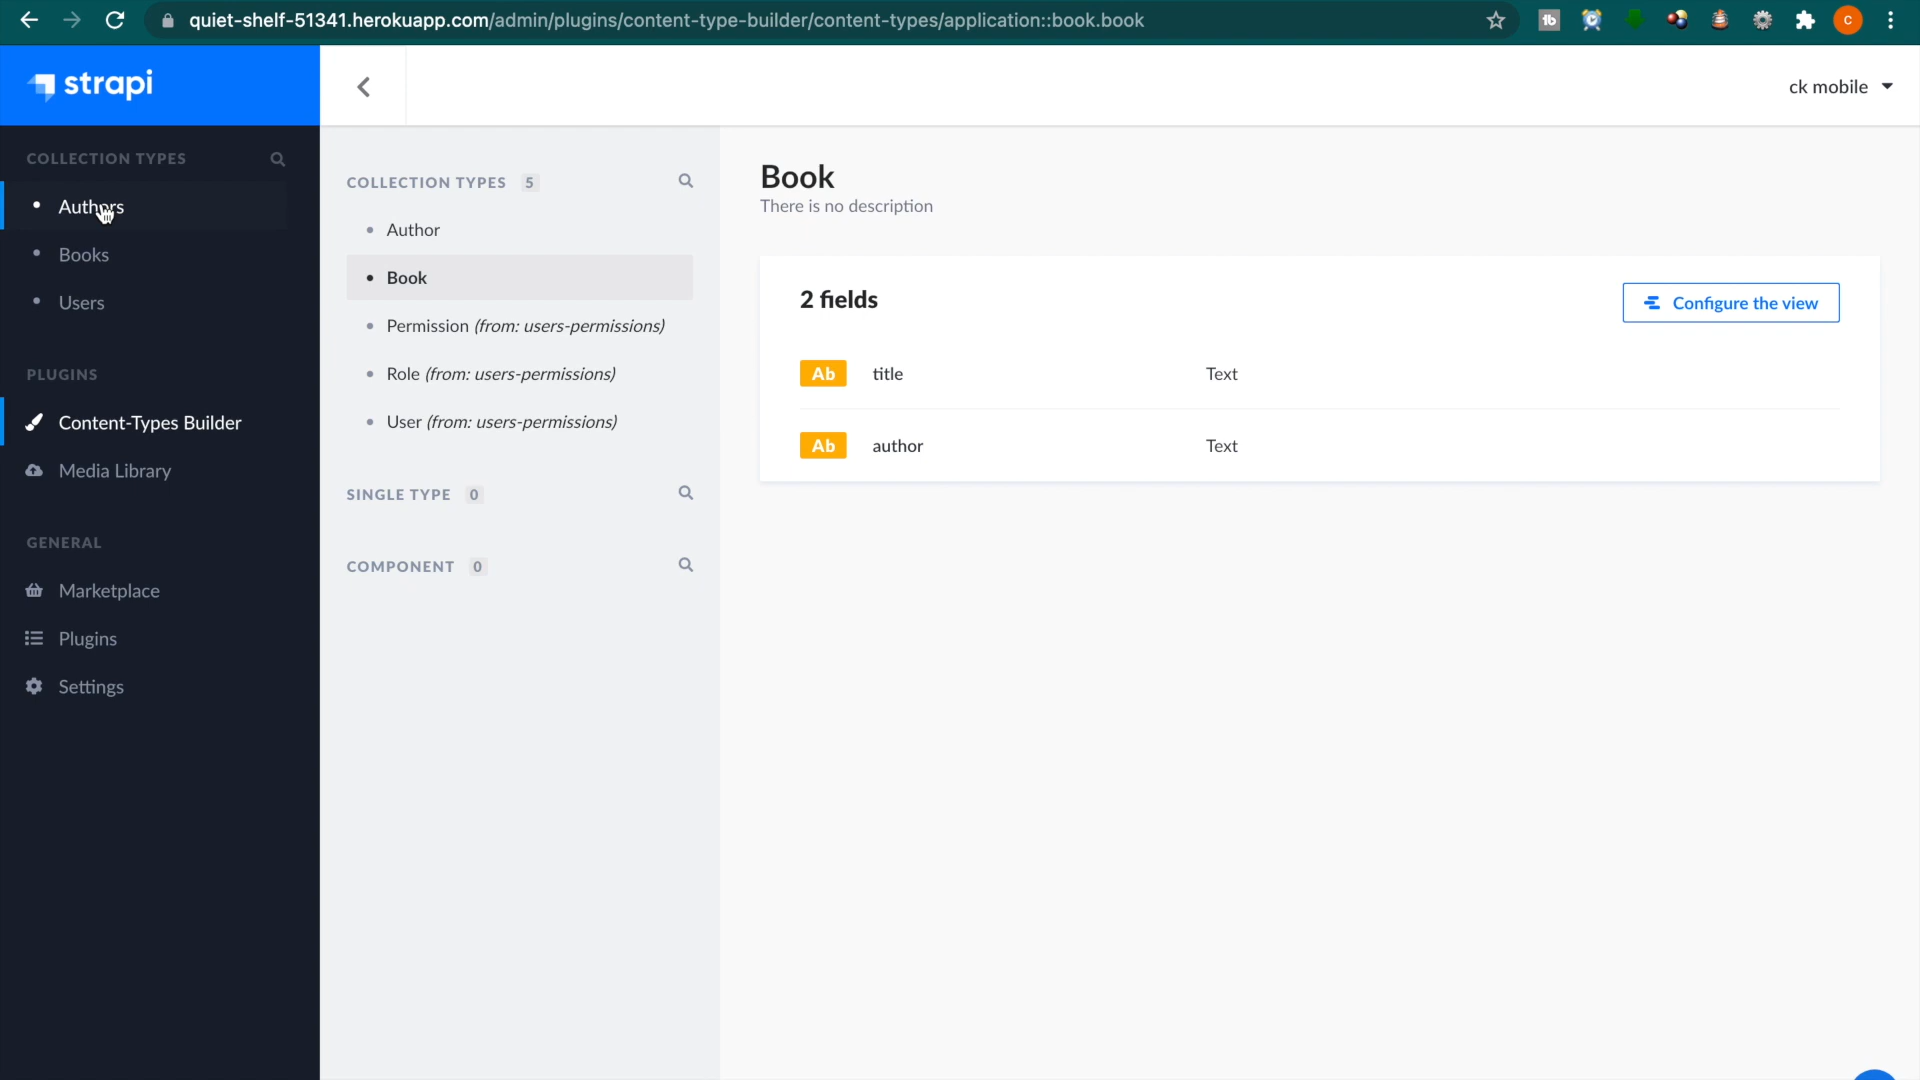 quiet-shelf-51341.herokuapp.com/admin/plugins/content-type-builder/content-types/application::book.book
tb
C
strapi
ck mobile
COLLECTION TYPES
Authors
Books
Users
PLUGINS
Content-Types Builder
Media Library
GENERAL
Marketplace
Plugins
Settings
COLLECTION TYPES 5
Author
Book
Permission (from: users-permissions)
Role (from: users-permissions)
User (from: users-permissions)
SINGLE TYPE 0
COMPONENT 0
Book
There is no description
2 fields
Configure the view
Ab title Text
Ab author Text